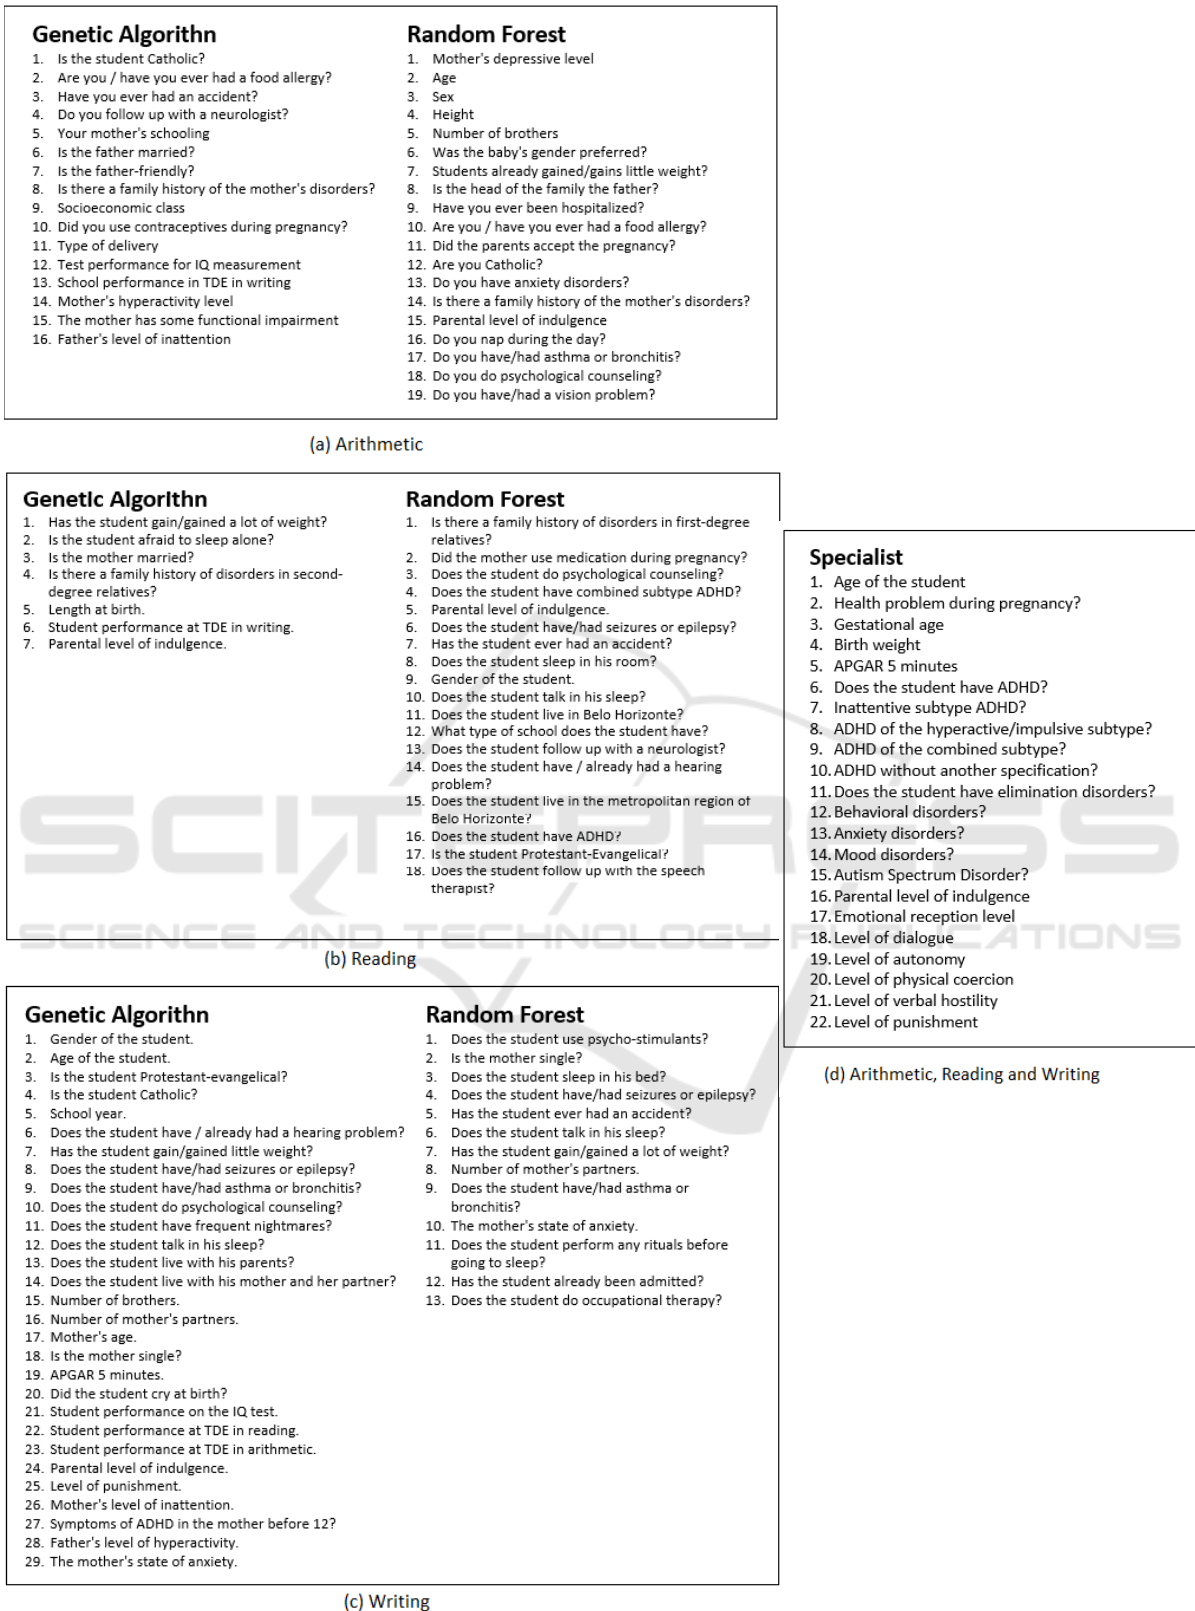 Genetic Algorithn
1. Is the student Catholic?
2. Are you / have you ever had a food allergy?
3. Have you ever had an accident?
4. Do you follow up with a neurologist?
5. Your mother's schooling
6. Is the father married?
7. Is the father-friendly?
8. Is there a family history of the mother's disorders?
9. Socioeconomic class
10. Did you use contraceptives during pregnancy?
11. Type of delivery
12. Test performance for IQ measurement
13. School performance in TDE in writing
14. Mother's hyperactivity level
15. The mother has some functional impairment
16. Father's level of inattention
Random Forest
1. Mother's depressive level
2. Age
3. Sex
4. Height
5. Number of brothers
6. Was the baby's gender preferred?
7. Students already gained/gains little weight?
8. Is the head of the family the father?
9. Have you ever been hospitalized?
10. Are you / have you ever had a food allergy?
11. Did the parents accept the pregnancy?
12. Are you Catholic?
13. Do you have anxiety disorders?
14. Is there a family history of the mother's disorders?
15. Parental level of indulgence
16. Do you nap during the day?
17. Do you have/had asthma or bronchitis?
18. Do you do psychological counseling?
19. Do you have/had a vision problem?
(a) Arithmetic
Genetic Algorithn
1. Has the student gain/gained a lot of weight?
2. Is the student afraid to sleep alone?
3. Is the mother married?
4. Is there a family history of disorders in second-
degree relatives?
5. Length at birth.
6. Student performance at TDE in writing.
7. Parental level of indulgence.
Random Forest
1. Is there a family history of disorders in first-degree
relatives?
2. Did the mother use medication during pregnancy?
3. Does the student do psychological counseling?
4. Does the student have combined subtype ADHD?
5. Parental level of indulgence.
6. Does the student have/had seizures or epilepsy?
7. Has the student ever had an accident?
8. Does the student sleep in his room?
9. Gender of the student.
10. Does the student talk in his sleep?
11. Does the student live in Belo Horizonte?
12. What type of school does the student have?
13. Does the student follow up with a neurologist?
14. Does the student have / already had a hearing
problem?
15. Does the student live in the metropolitan region of
Belo Horizonte?
16. Does the student have ADHD?
17. Is the student Protestant-Evangelical?
18. Does the student follow up with the speech
therapist?
(b) Reading
Specialist
1. Age of the student
2. Health problem during pregnancy?
3. Gestational age
4. Birth weight
5. APGAR 5 minutes
6. Does the student have ADHD?
7. Inattentive subtype ADHD?
8. ADHD of the hyperactive/impulsive subtype?
9. ADHD of the combined subtype?
10. ADHD without another specification?
11. Does the student have elimination disorders?
12. Behavioral disorders?
13. Anxiety disorders?
14. Mood disorders?
15. Autism Spectrum Disorder?
16. Parental level of indulgence
17. Emotional reception level
18. Level of dialogue
19. Level of autonomy
20. Level of physical coercion
21. Level of verbal hostility
22. Level of punishment
(d) Arithmetic, Reading and Writing
SCITEPRESS
SCIENCE AND TECHNOLOGY PUBLICATIONS
Genetic Algorithn
1. Gender of the student.
2. Age of the student.
3. Is the student Protestant-evangelical?
4. Is the student Catholic?
5. School year.
6. Does the student have / already had a hearing problem?
7. Has the student gain/gained little weight?
8. Does the student have/had seizures or epilepsy?
9. Does the student have/had asthma or bronchitis?
10. Does the student do psychological counseling?
11. Does the student have frequent nightmares?
12. Does the student talk in his sleep?
13. Does the student live with his parents?
14. Does the student live with his mother and her partner?
15. Number of brothers.
16. Number of mother's partners.
17. Mother's age.
18. Is the mother single?
19. APGAR 5 minutes.
20. Did the student cry at birth?
21. Student performance on the IQ test.
22. Student performance at TDE in reading.
23. Student performance at TDE in arithmetic.
24. Parental level of indulgence.
25. Level of punishment.
26. Mother's level of inattention.
27. Symptoms of ADHD in the mother before 12?
28. Father's level of hyperactivity.
29. The mother's state of anxiety.
Random Forest
1. Does the student use psycho-stimulants?
2. Is the mother single?
3. Does the student sleep in his bed?
4. Does the student have/had seizures or epilepsy?
5. Has the student ever had an accident?
6. Does the student talk in his sleep?
7. Has the student gain/gained a lot of weight?
8. Number of mother's partners.
9. Does the student have/had asthma or
bronchitis?
10. The mother's state of anxiety.
11. Does the student perform any rituals before
going to sleep?
12. Has the student already been admitted?
13. Does the student do occupational therapy?
(c) Writing